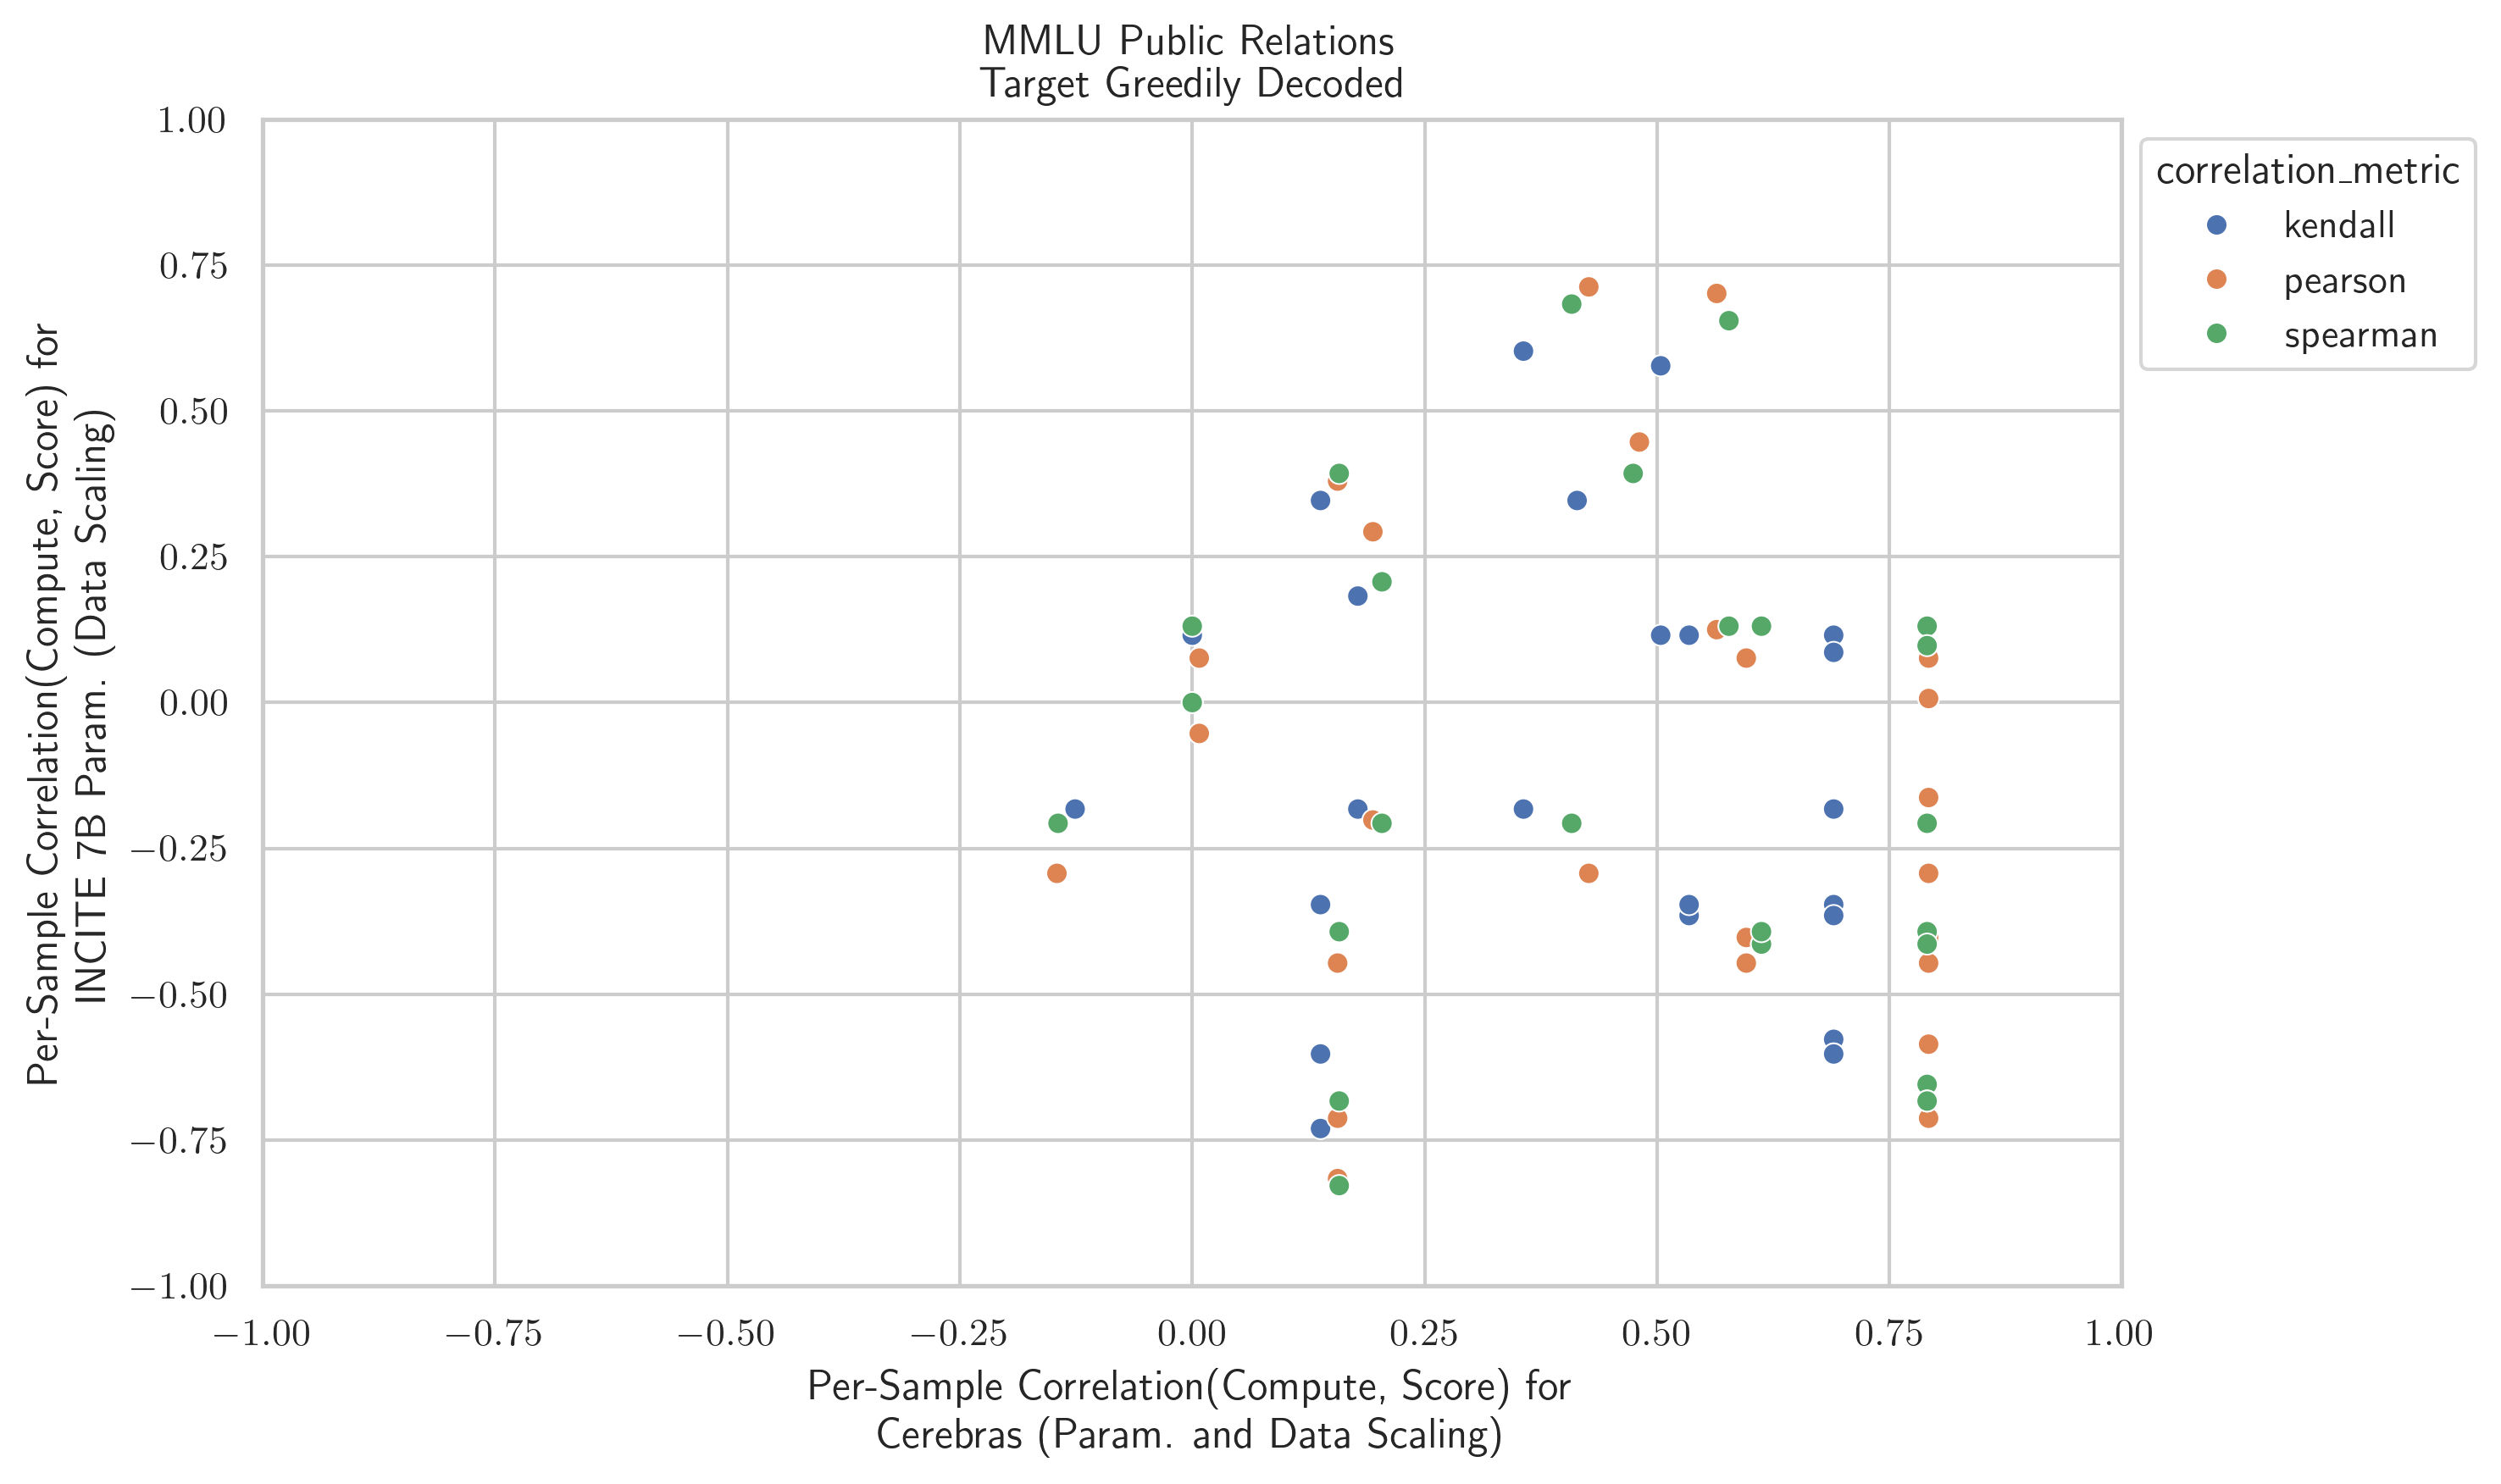 MMLU Public Relations
Target Greedily Decoded
1.00
0.75
0.50
0.25
0.00
−0.25
−0.50
−0.75
−1.00
Per-Sample Correlation(Compute, Score) for
INCITE 7B Param. (Data Scaling)
correlation_metric
kendall
pearson
spearman
−1.00
−0.75
−0.50
−0.25
0.00
0.25
0.50
0.75
1.00
Per-Sample Correlation(Compute, Score) for
Cerebras (Param. and Data Scaling)